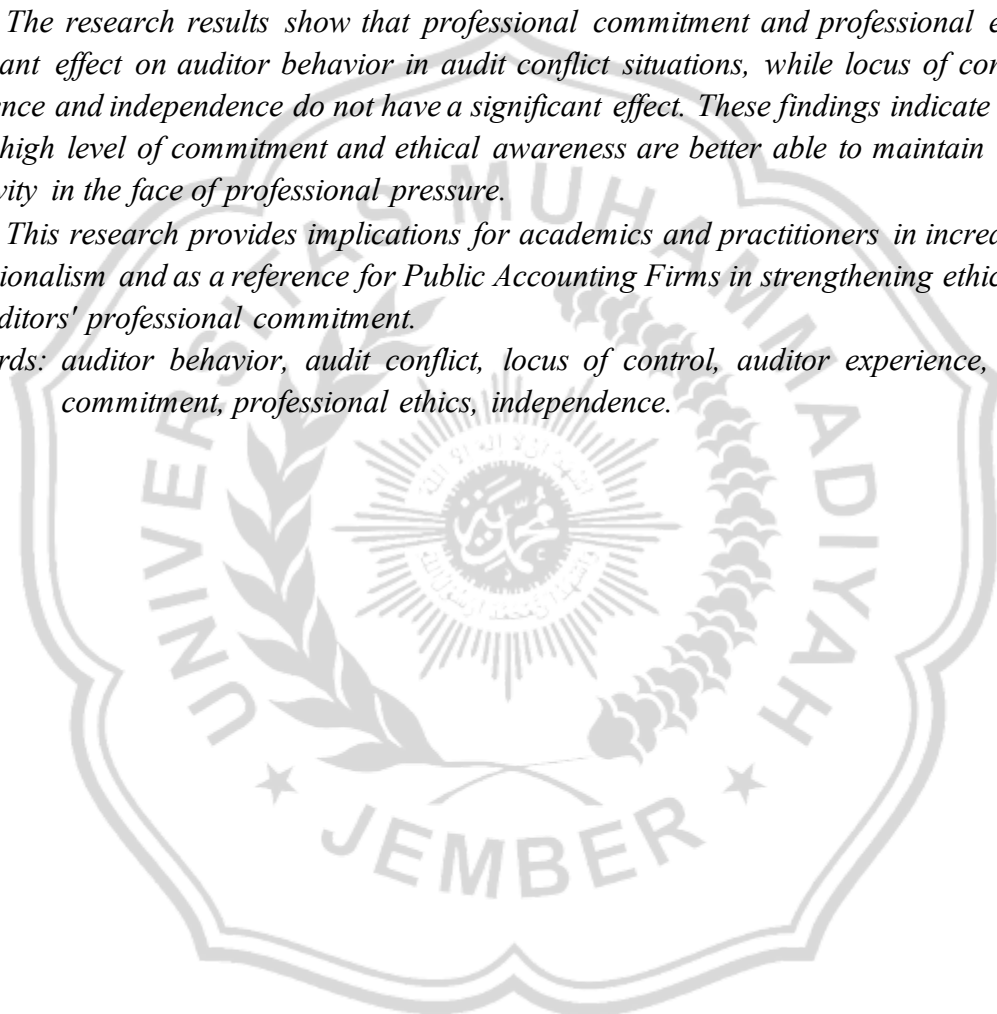 The research results show that professional commitment and professional e
ant effect on auditor behavior in audit conflict situations, while locus of con
ence and independence do not have a significant effect. These findings indicate
high level of commitment and ethical awareness are better able to maintain
vity in the face of professional pressure.
This research provides implications for academics and practitioners in increa
ionalism and as a reference for Public Accounting Firms in strengthening ethic
ditors' professional commitment.
rds: auditor behavior, audit conflict, locus of control, auditor experience,
commitment, professional ethics, independence.
UNIVERSITAS MUHAMMADIYAH
JEMBER